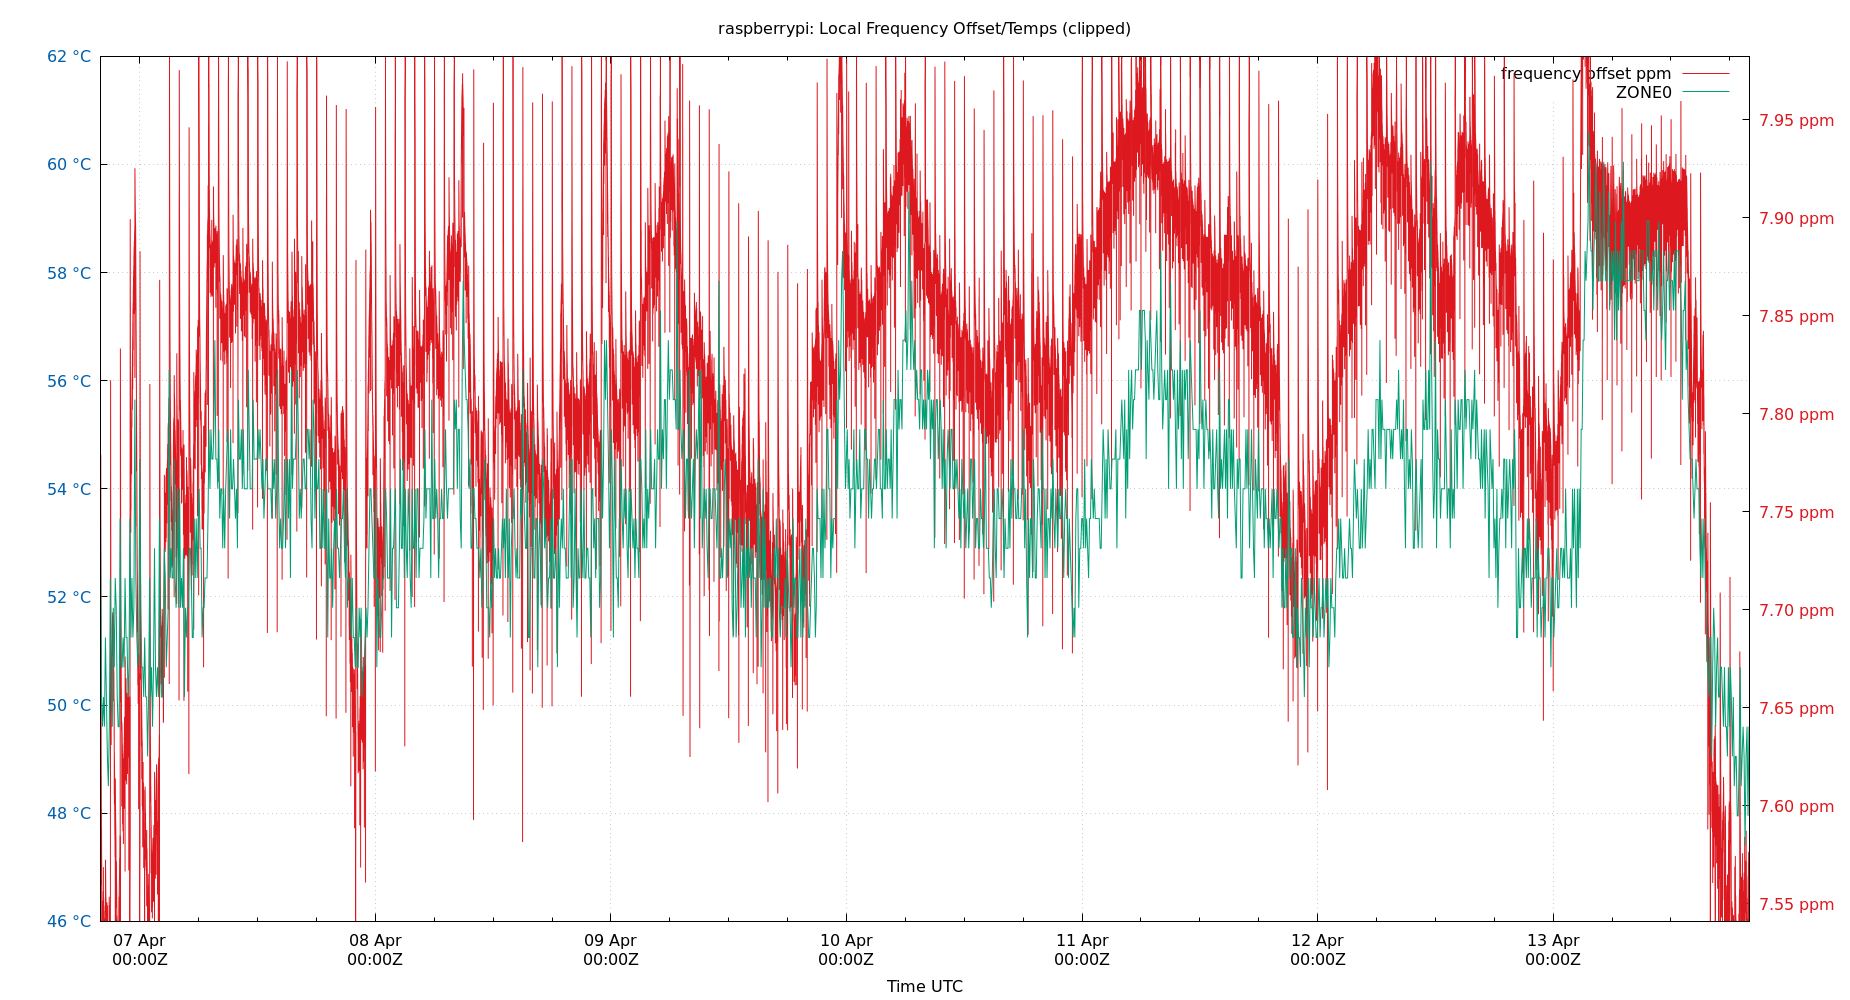 raspberrypi: Local Frequency Offset/Temps (clipped)
62 °C
60 °C
58 °C
56 °C
54 °C
52 °C
50 °C
48 °C
46 °C
frequency offset ppm
ZONE0
7.95 ppm
7.90 ppm
7.85 ppm
7.80 ppm
7.75 ppm
7.70 ppm
7.65 ppm
7.60 ppm
7.55 ppm
07 Apr 08 Apr 09 Apr 10 Apr 11 Apr 12 Apr 13 Apr
00:00Z 00:00Z 00:00Z 00:00Z 00:00Z 00:00Z 00:00Z
Time UTC